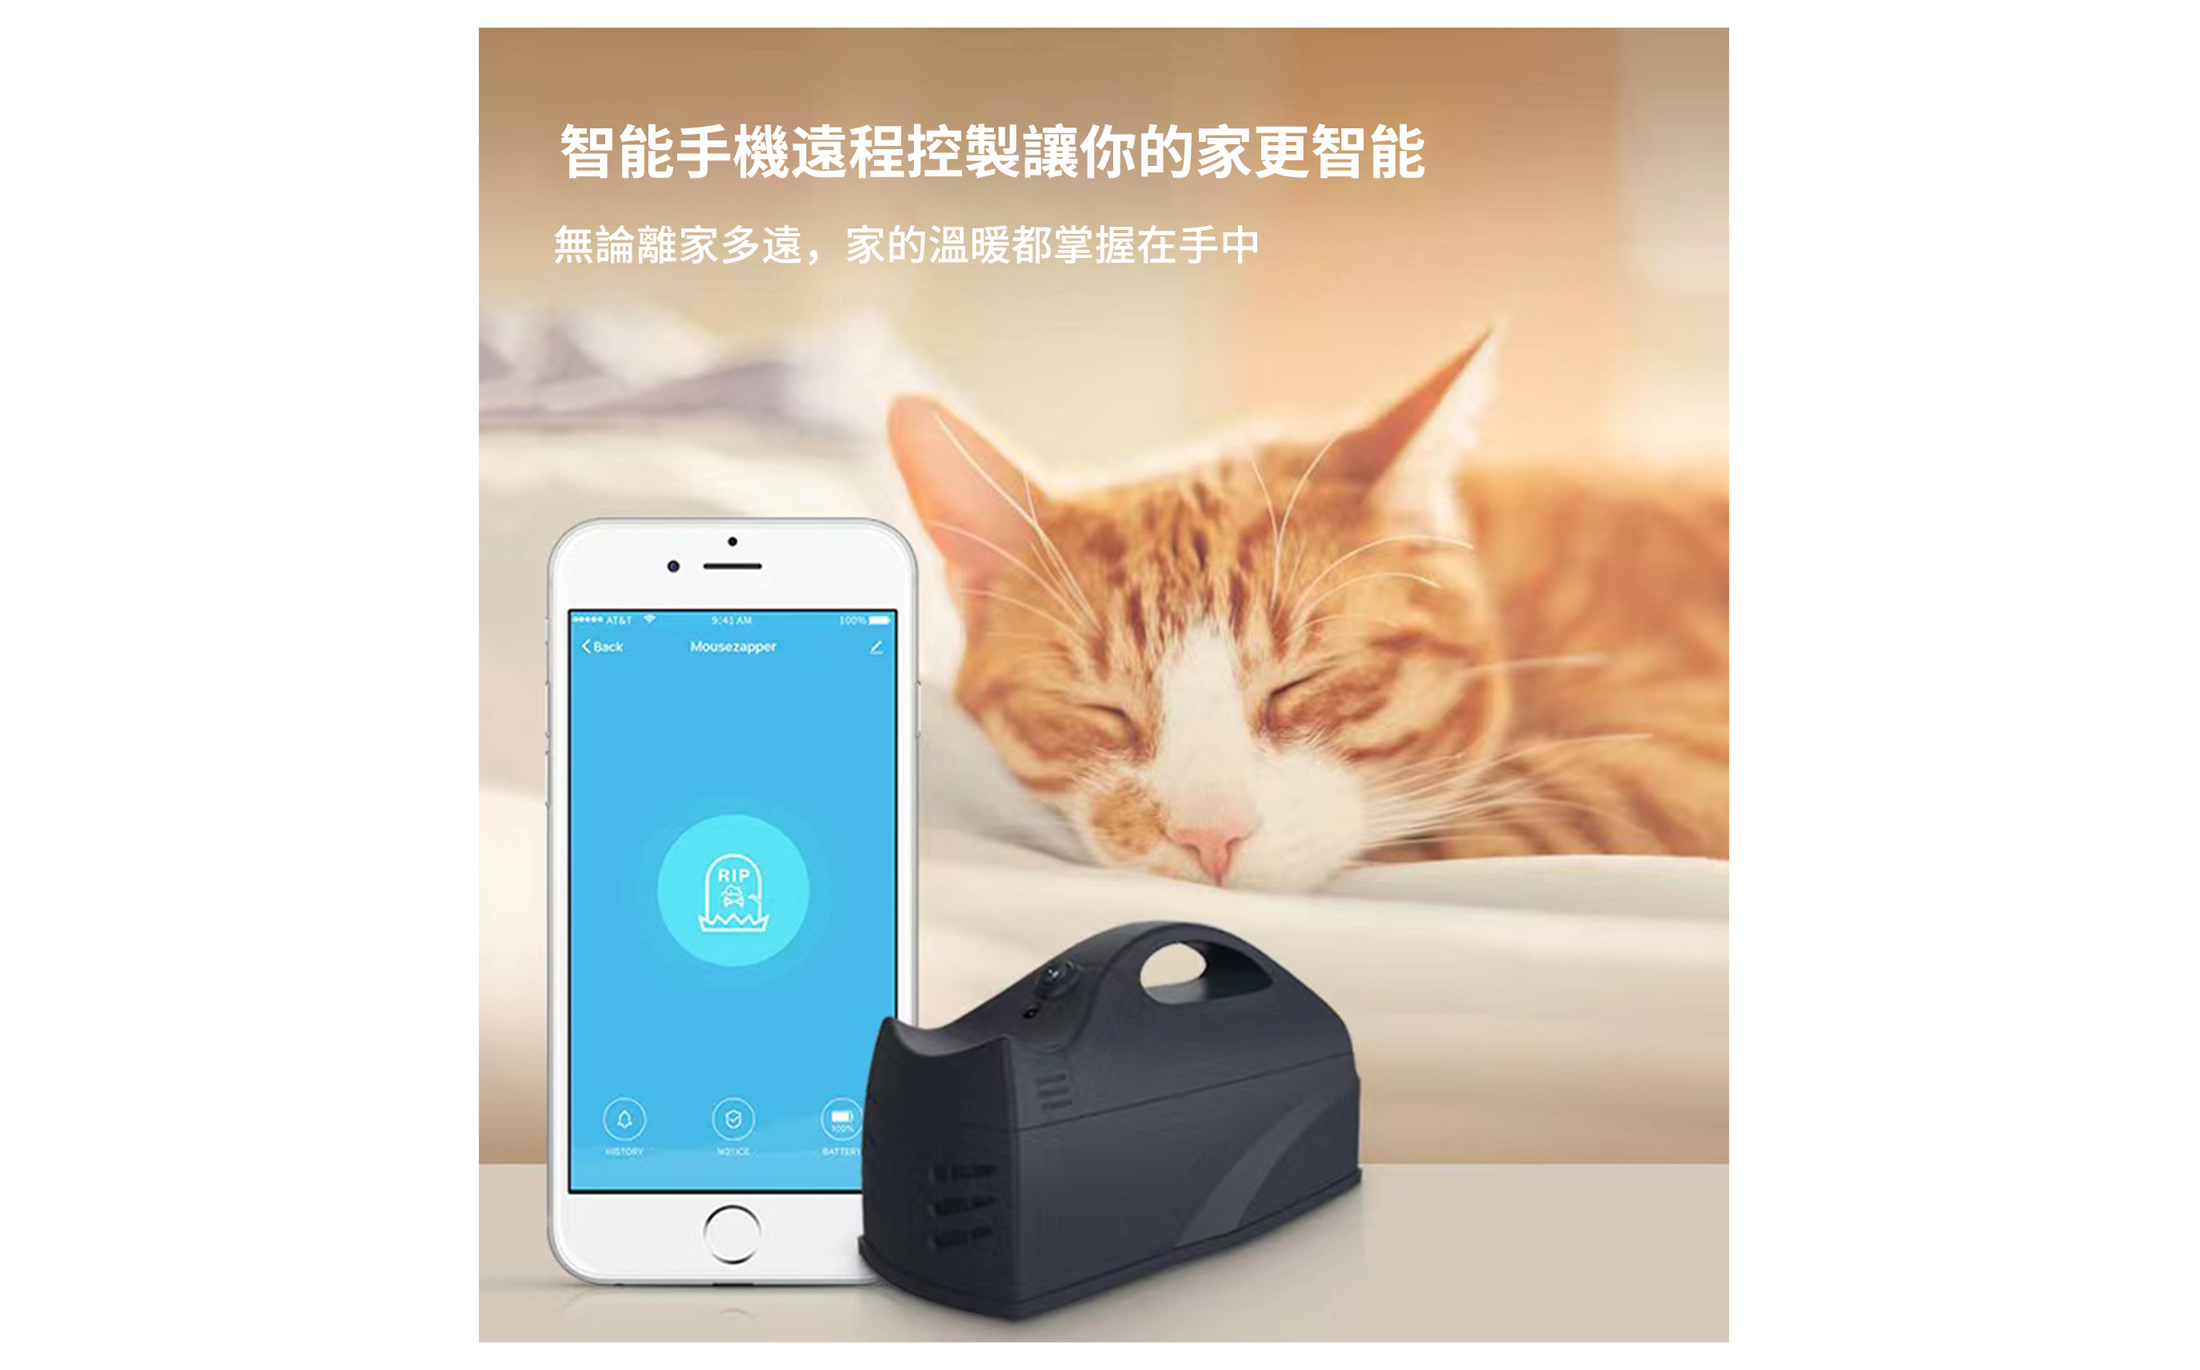 智能手機遠程控製讓你的家更智能
無論離家多遠，家的溫暖都掌握在手中
AT&T 9:41 AM 100%
Back Mousezapper
RIP
100%
HISTORY NOTICE BATTERY